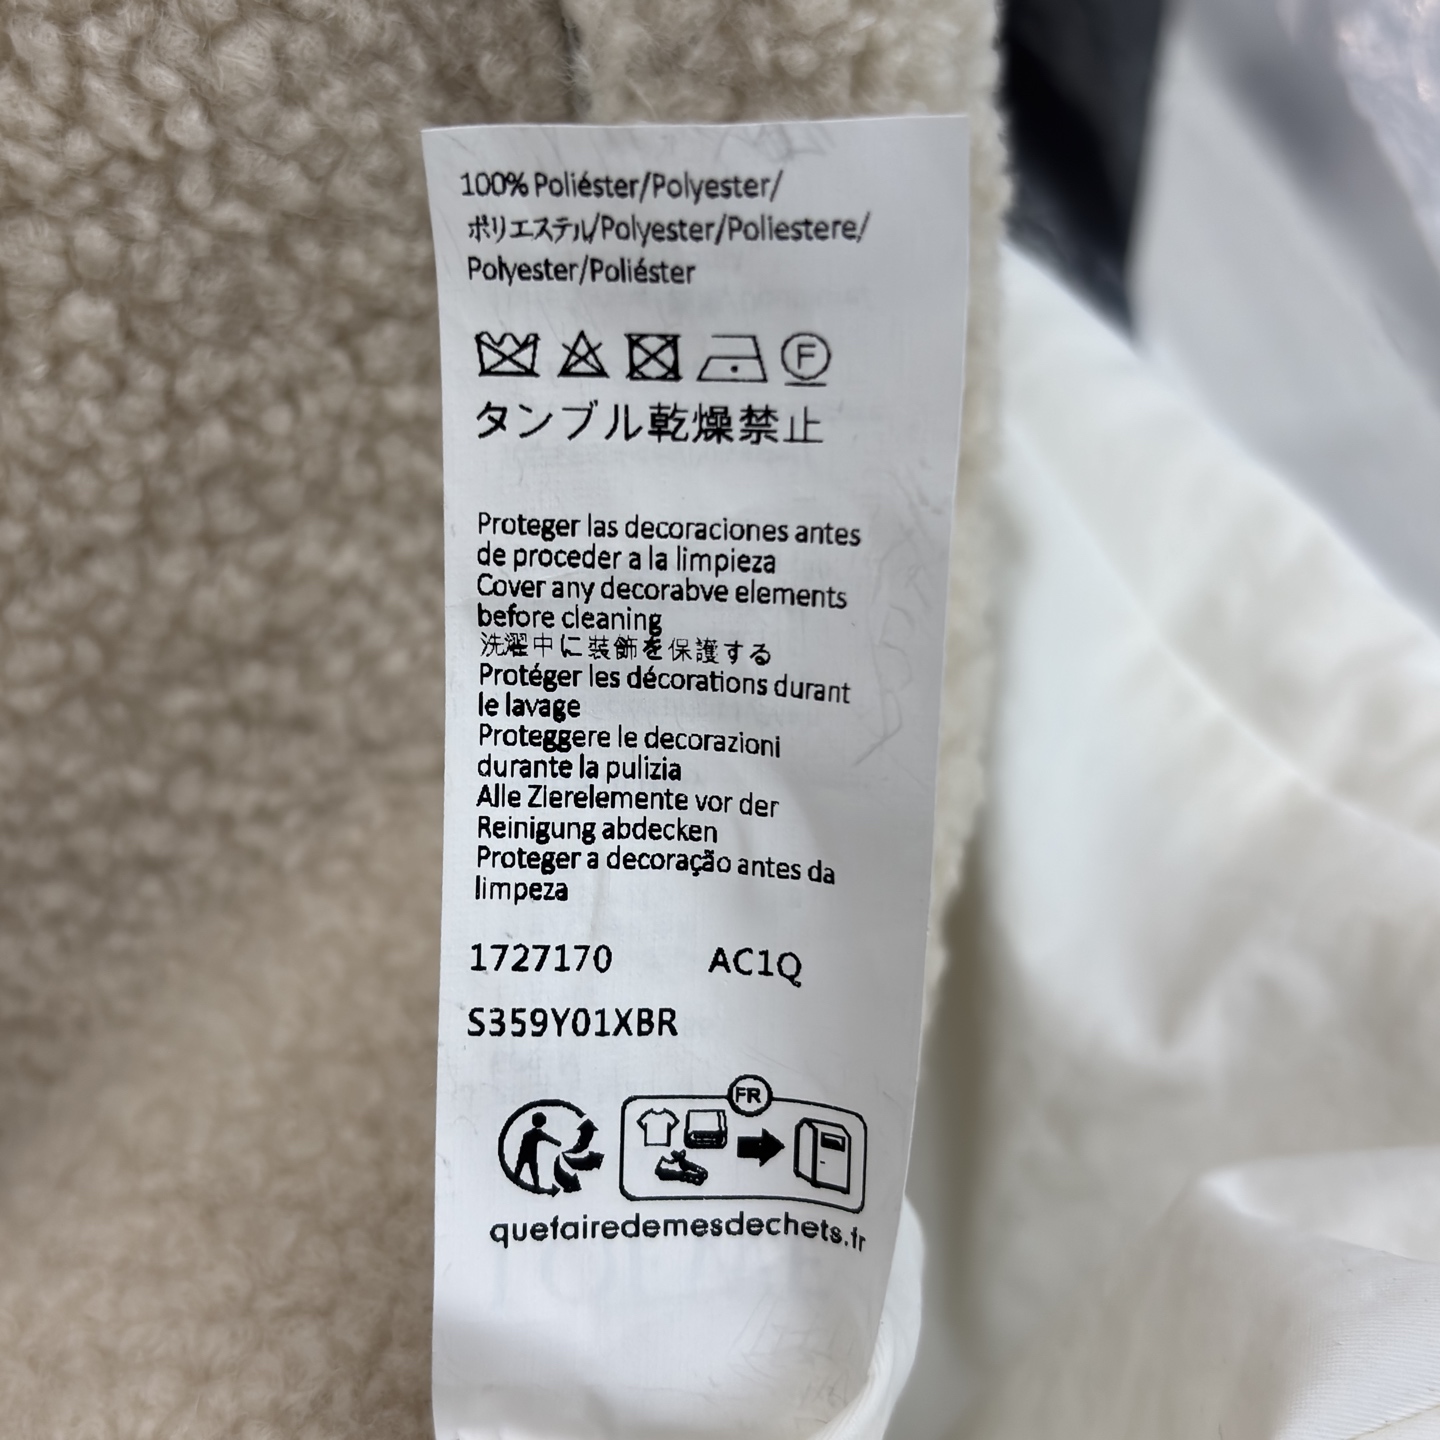 100% Poliéster/Polyester/
ポリエステル/Polyester/Poliestere/
Polyester/Poliéster
F
タンブル乾燥禁止
Proteger las decoraciones antes
de proceder a la limpieza
Cover any decorabve elements
before cleaning
洗濯中に装飾を保護する
Protéger les décorations durant
le lavage
Proteggere le decorazioni
durante la pulizia
Alle Zierelemente vor der
Reinigung abdecken
Proteger a decoração antes da
limpeza
1727170 AC1Q
S359Y01XBR
FR
quefairedemesdechets.fr